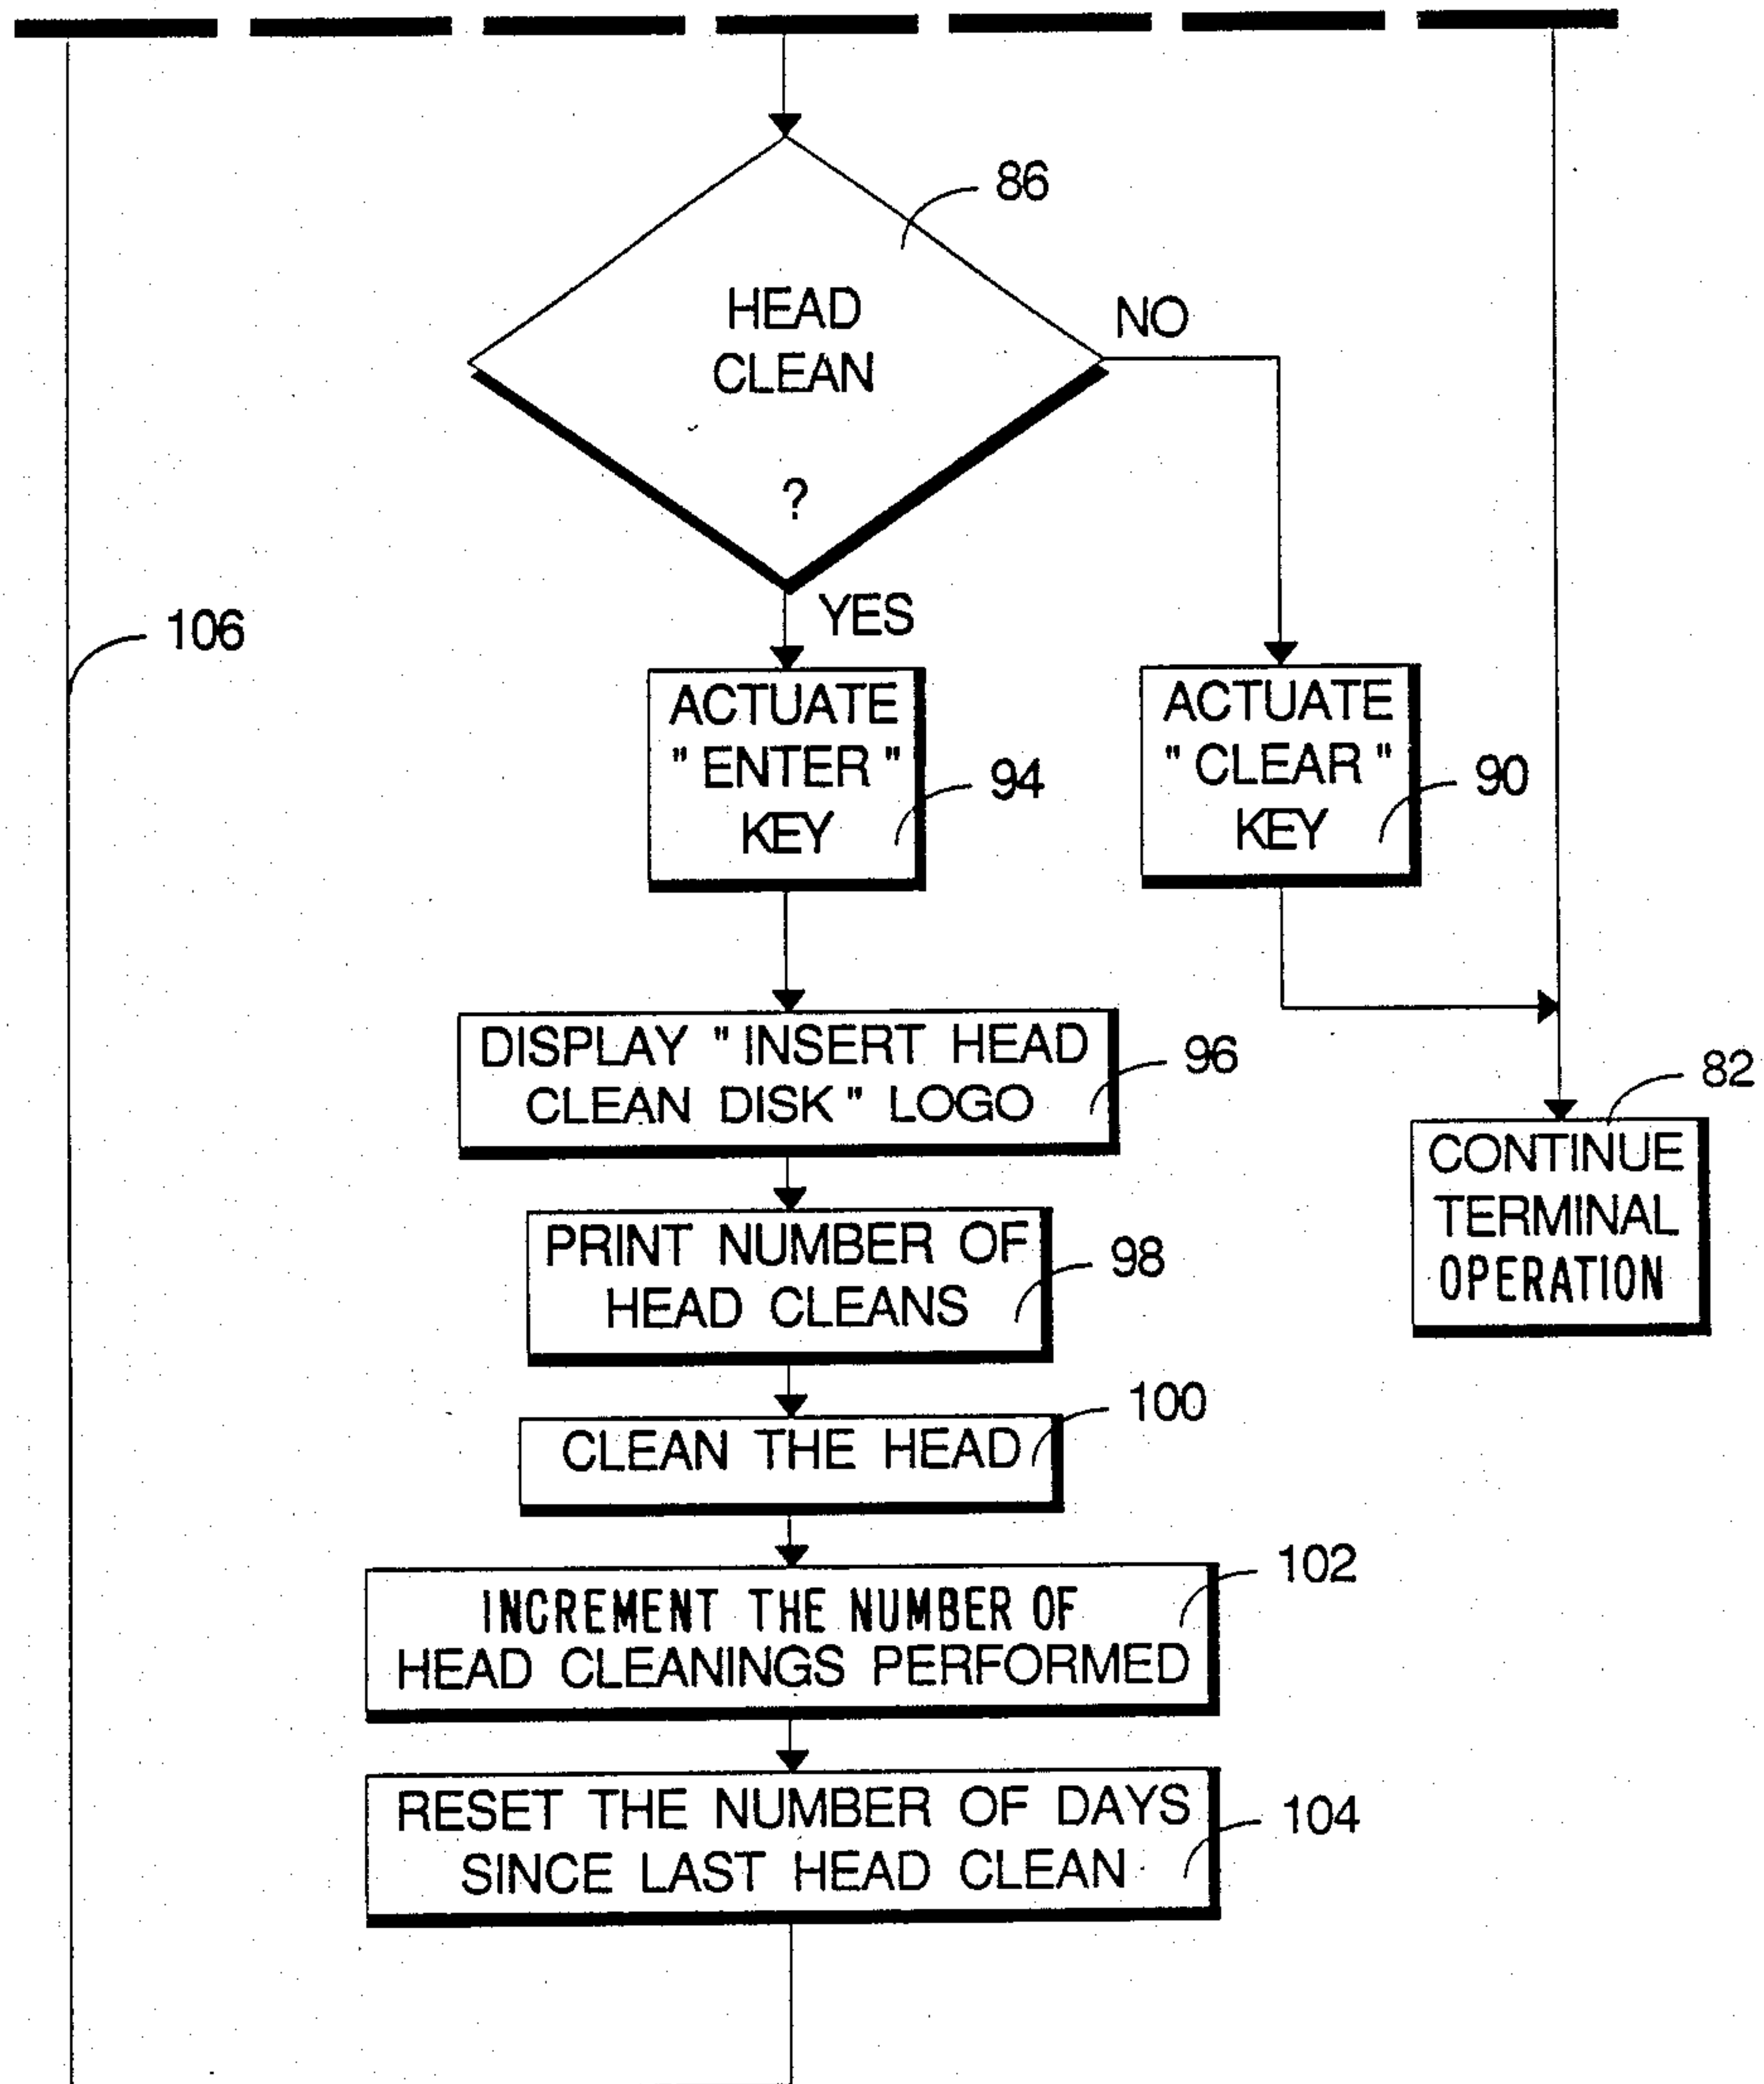 86
HEAD
CLEAN
?
NO
YES
106
ACTUATE
" ENTER "
KEY
94
ACTUATE
" CLEAR "
KEY
90
DISPLAY " INSERT HEAD
CLEAN DISK " LOGO
96
82
CONTINUE
TERMINAL
OPERATION
PRINT NUMBER OF
HEAD CLEANS
98
CLEAN THE HEAD
100
INCREMENT THE NUMBER OF
HEAD CLEANINGS PERFORMED
102
RESET THE NUMBER OF DAYS
SINCE LAST HEAD CLEAN
104